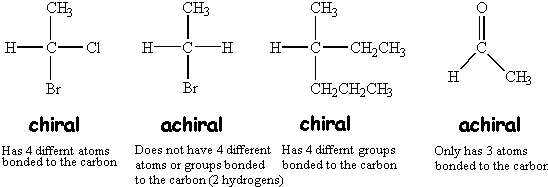 CH3 CH3 CH3 O
H Cl H C H H CH2CH3
Br Br CH2CH2CH3 H CH3
chiral achiral chiral achiral
Has 4 differnt atoms
bonded to the carbon
Does not have 4 different
atoms or groups bonded
to the carbon (2 hydrogens)
Has 4 differnt groups
bonded to the carbon
Only has 3 atoms
bonded to the carbon